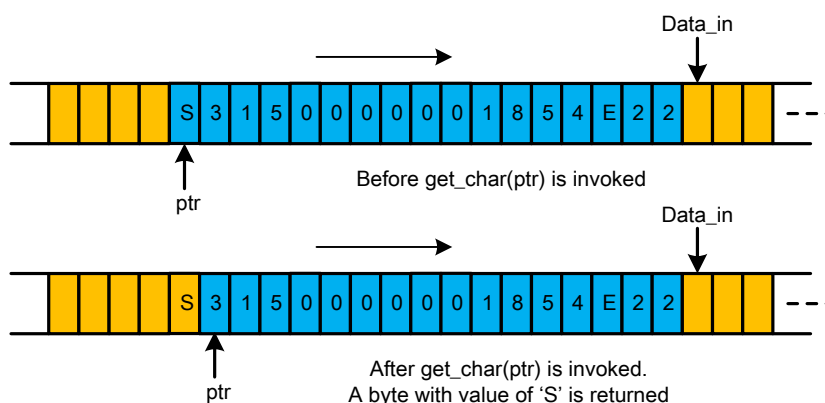 Data_in
S 3 1 5 0 0 0 0 0 0 1 8 5 4 E 2 2
ptr
Before get_char(ptr) is invoked
Data_in
S 3 1 5 0 0 0 0 0 0 1 8 5 4 E 2 2
ptr
After get_char(ptr) is invoked.
A byte with value of ‘S’ is returned